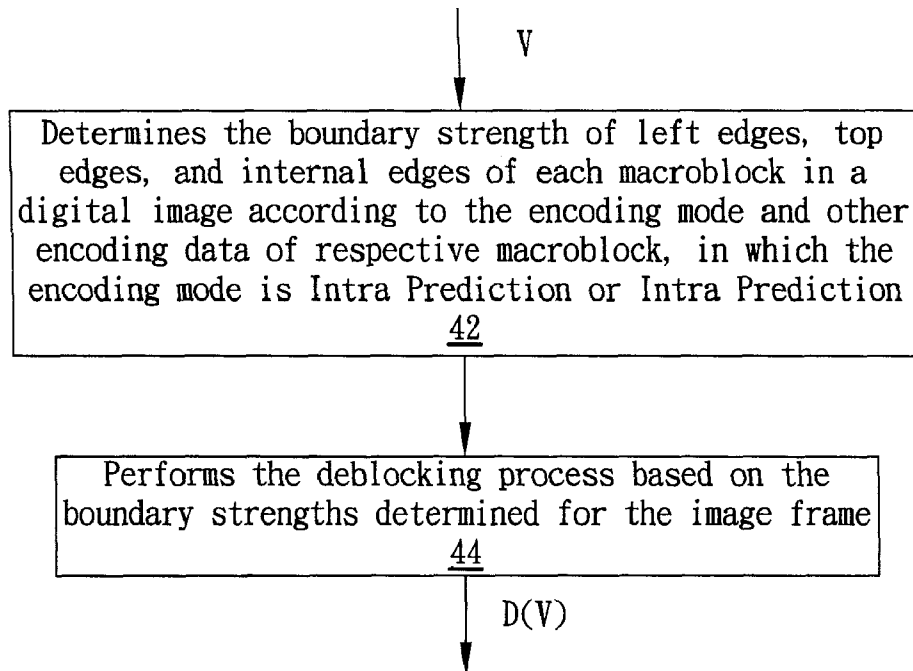 V
Determines the boundary strength of left edges, top
edges, and internal edges of each macroblock in a
digital image according to the encoding mode and other
encoding data of respective macroblock, in which the
encoding mode is Intra Prediction or Intra Prediction
42
Performs the deblocking process based on the
boundary strengths determined for the image frame
44
D(V)